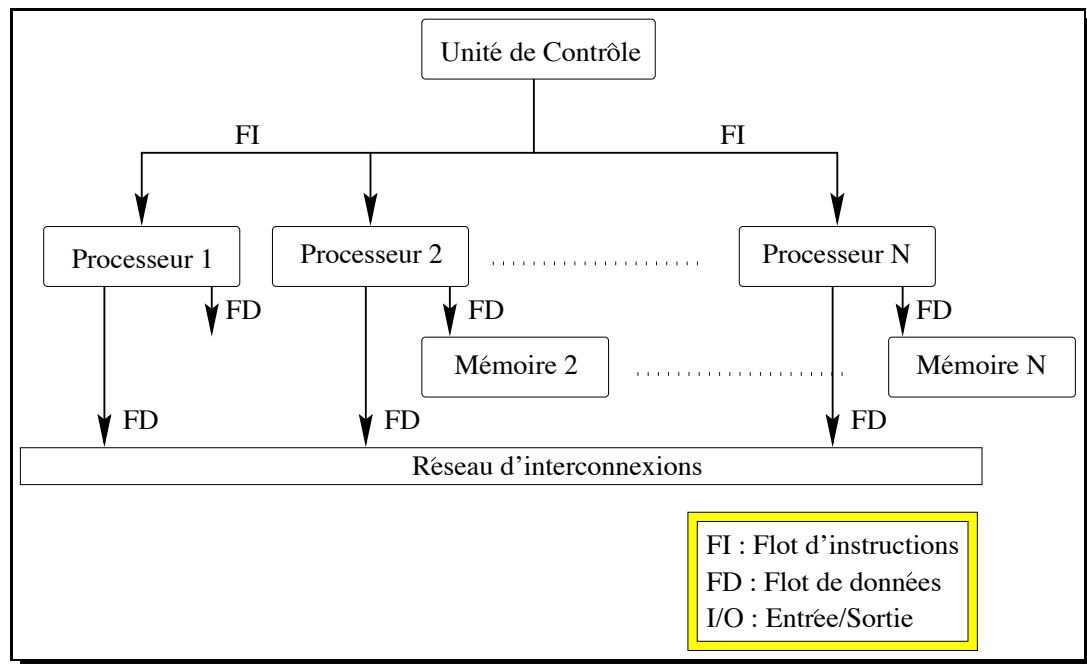 Unité de Contrôle
FI
FI
Processeur 1
Processeur 2
Processeur N
FD
FD
FD
Mémoire 2
Mémoire N
FD
FD
FD
Réseau d'interconnexions
FI : Flot d'instructions
FD : Flot de données
I/O : Entrée/Sortie